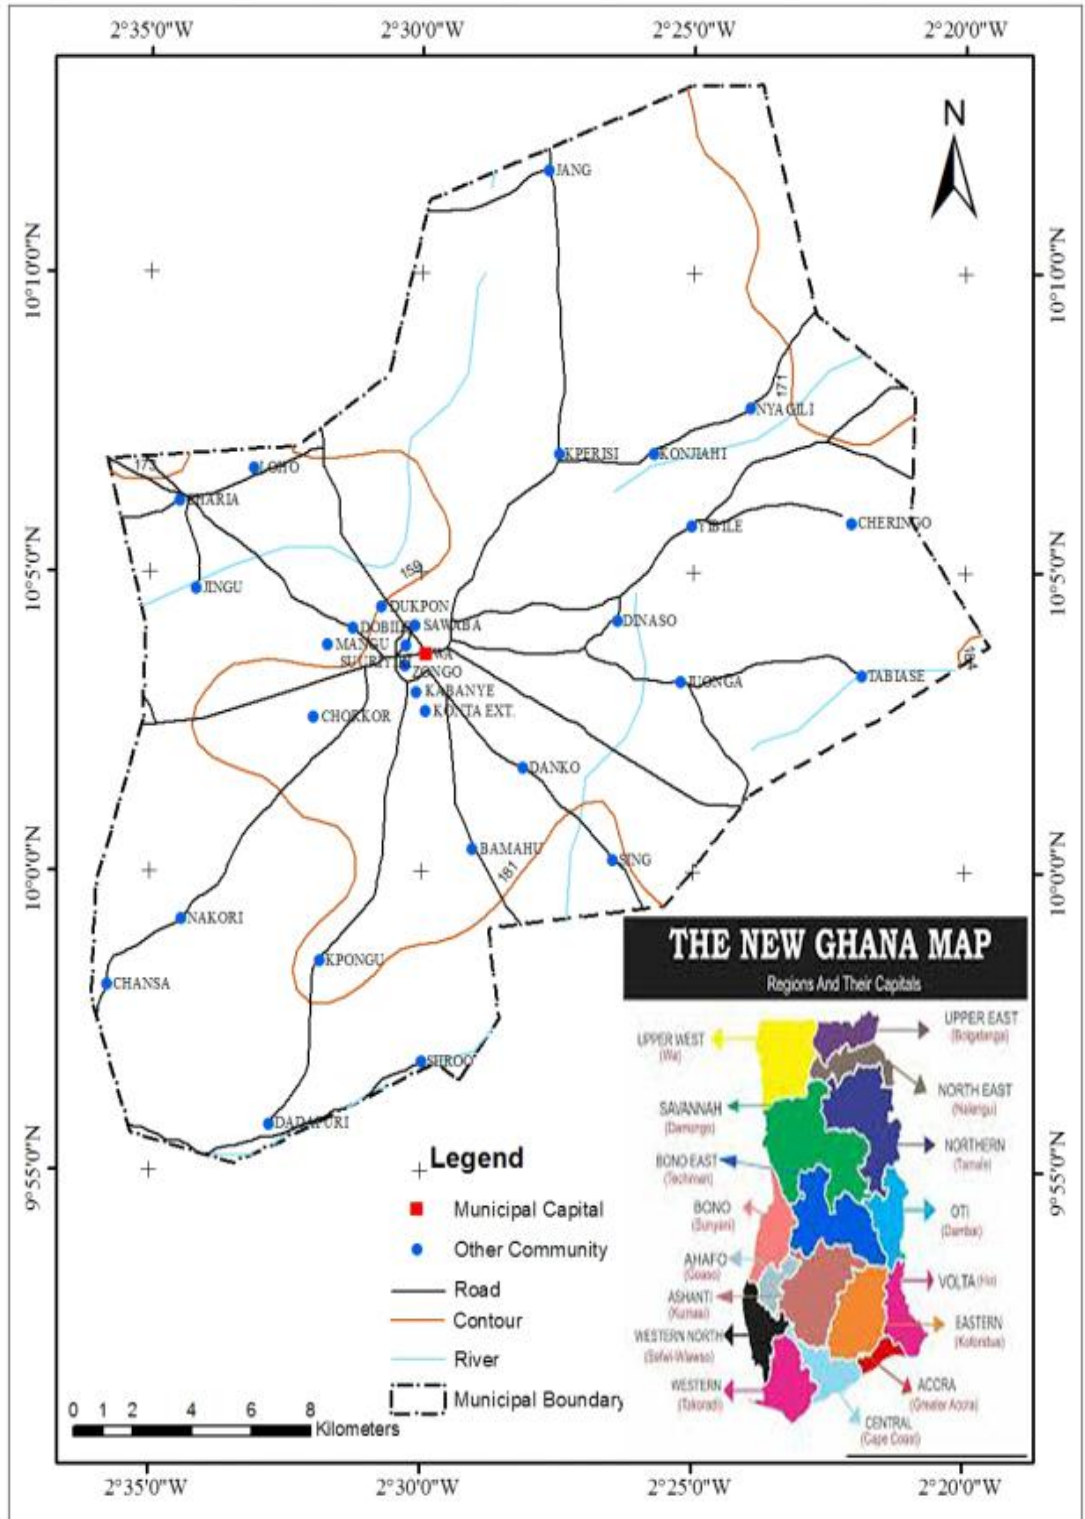 2°35'0"W 2°30'0"W 2°25'0"W 2°20'0"W
N
JANG
10°10'0"N
10°10'0"N
171
NYAGILI
KPERISI
KONJIAHI
173
LOHO
CHARIA
YIBILE
CHERINGO
10°5'0"N
10°5'0"N
JINGU
159
DUKPON
DOBILE
SAWABA
DINASO
MANGU
WA
ZONGO
184
TABIASE
KABANYE
KONTA EXT.
CHORKOR
DANKO
BAMAHU
181
SING
10°0'0"N
10°0'0"N
NAKORI
KPONGU
CHANSA
THE NEW GHANA MAP
Regions And Their Capitals
UPPER WEST
(Wa)
UPPER EAST
(Bolgatanga)
NORTH EAST
(Nalerigu)
SAVANNAH
(Damongo)
NORTHERN
(Tamale)
BONO EAST
(Techiman)
BONO
(Sunyani)
OTI
(Dambai)
AHAFO
(Goaso)
VOLTA (Ho)
ASHANTI
(Kumasi)
EASTERN
(Koforidua)
WESTERN NORTH
(Sefwi-Wiawso)
WESTERN
(Takoradi)
ACCRA
(Greater Accra)
CENTRAL
(Cape Coast)
SHROO
9°55'0"N
9°55'0"N
Legend
Municipal Capital
Other Community
Road
Contour
River
Municipal Boundary
0 1 2 4 6 8
Kilometers
2°35'0"W 2°30'0"W 2°25'0"W 2°20'0"W